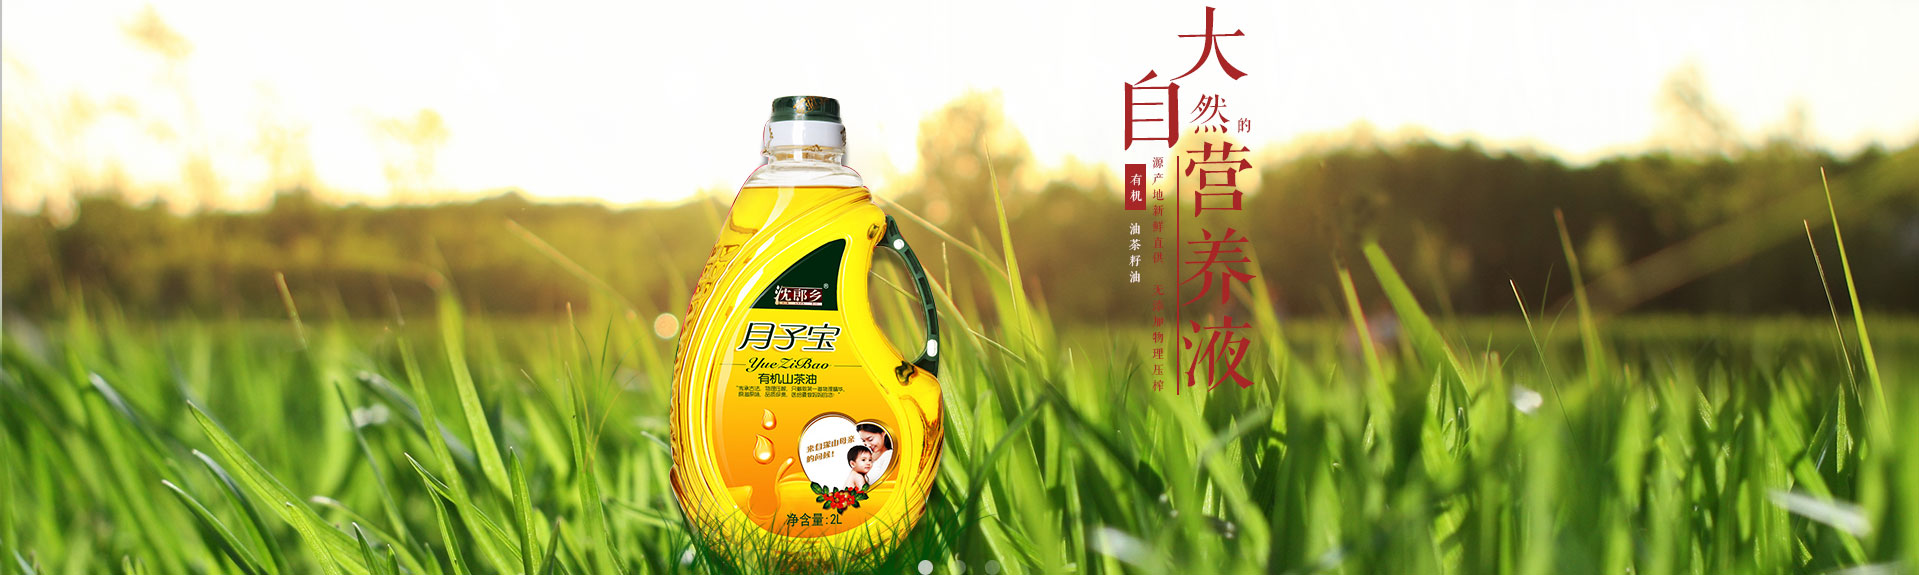 大自然的营养液
源产地新鲜直供 无添加物理压榨
有机 油茶籽油
沈郎乡®
月子宝
YueZiBao
有机山茶油
来自深山母亲
的问候!
净含量:2L